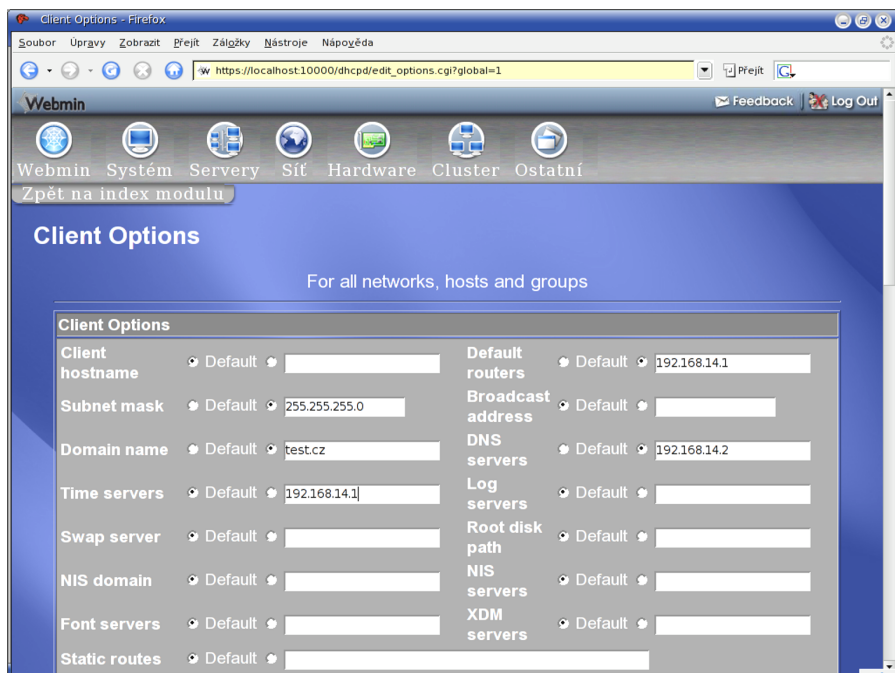 Client Options - Firefox
Soubor Úpravy Zobrazit Přejít Záložky Nástroje Nápověda
https://localhost:10000/dhcpd/edit_options.cgi?global=1 Přejít
Webmin Feedback | Log Out
Webmin Systém Servery Síť Hardware Cluster Ostatní
Zpět na index modulu
Client Options
For all networks, hosts and groups
Client Options
Client hostname Default
Default routers Default 192.168.14.1
Subnet mask Default 255.255.255.0
Broadcast address Default
Domain name Default test.cz
DNS servers Default 192.168.14.2
Time servers Default 192.168.14.1
Log servers Default
Swap server Default
Root disk path Default
NIS domain Default
NIS servers Default
Font servers Default
XDM servers Default
Static routes Default